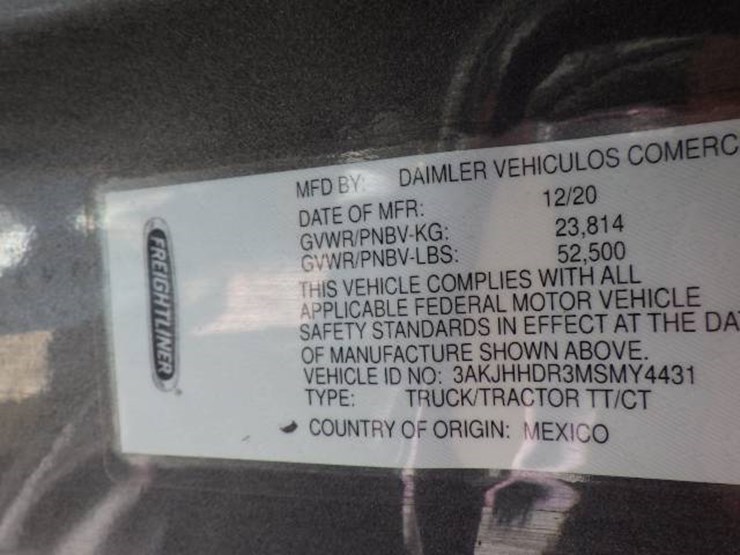 FREIGHTLINER
MFD BY: DAIMLER VEHICULOS COMERC
DATE OF MFR: 12/20
GVWR/PNBV-KG: 23,814
GVWR/PNBV-LBS: 52,500
THIS VEHICLE COMPLIES WITH ALL
APPLICABLE FEDERAL MOTOR VEHICLE
SAFETY STANDARDS IN EFFECT AT THE DA
OF MANUFACTURE SHOWN ABOVE.
VEHICLE ID NO: 3AKJHHDR3MSMY4431
TYPE: TRUCK/TRACTOR TT/CT
COUNTRY OF ORIGIN: MEXICO